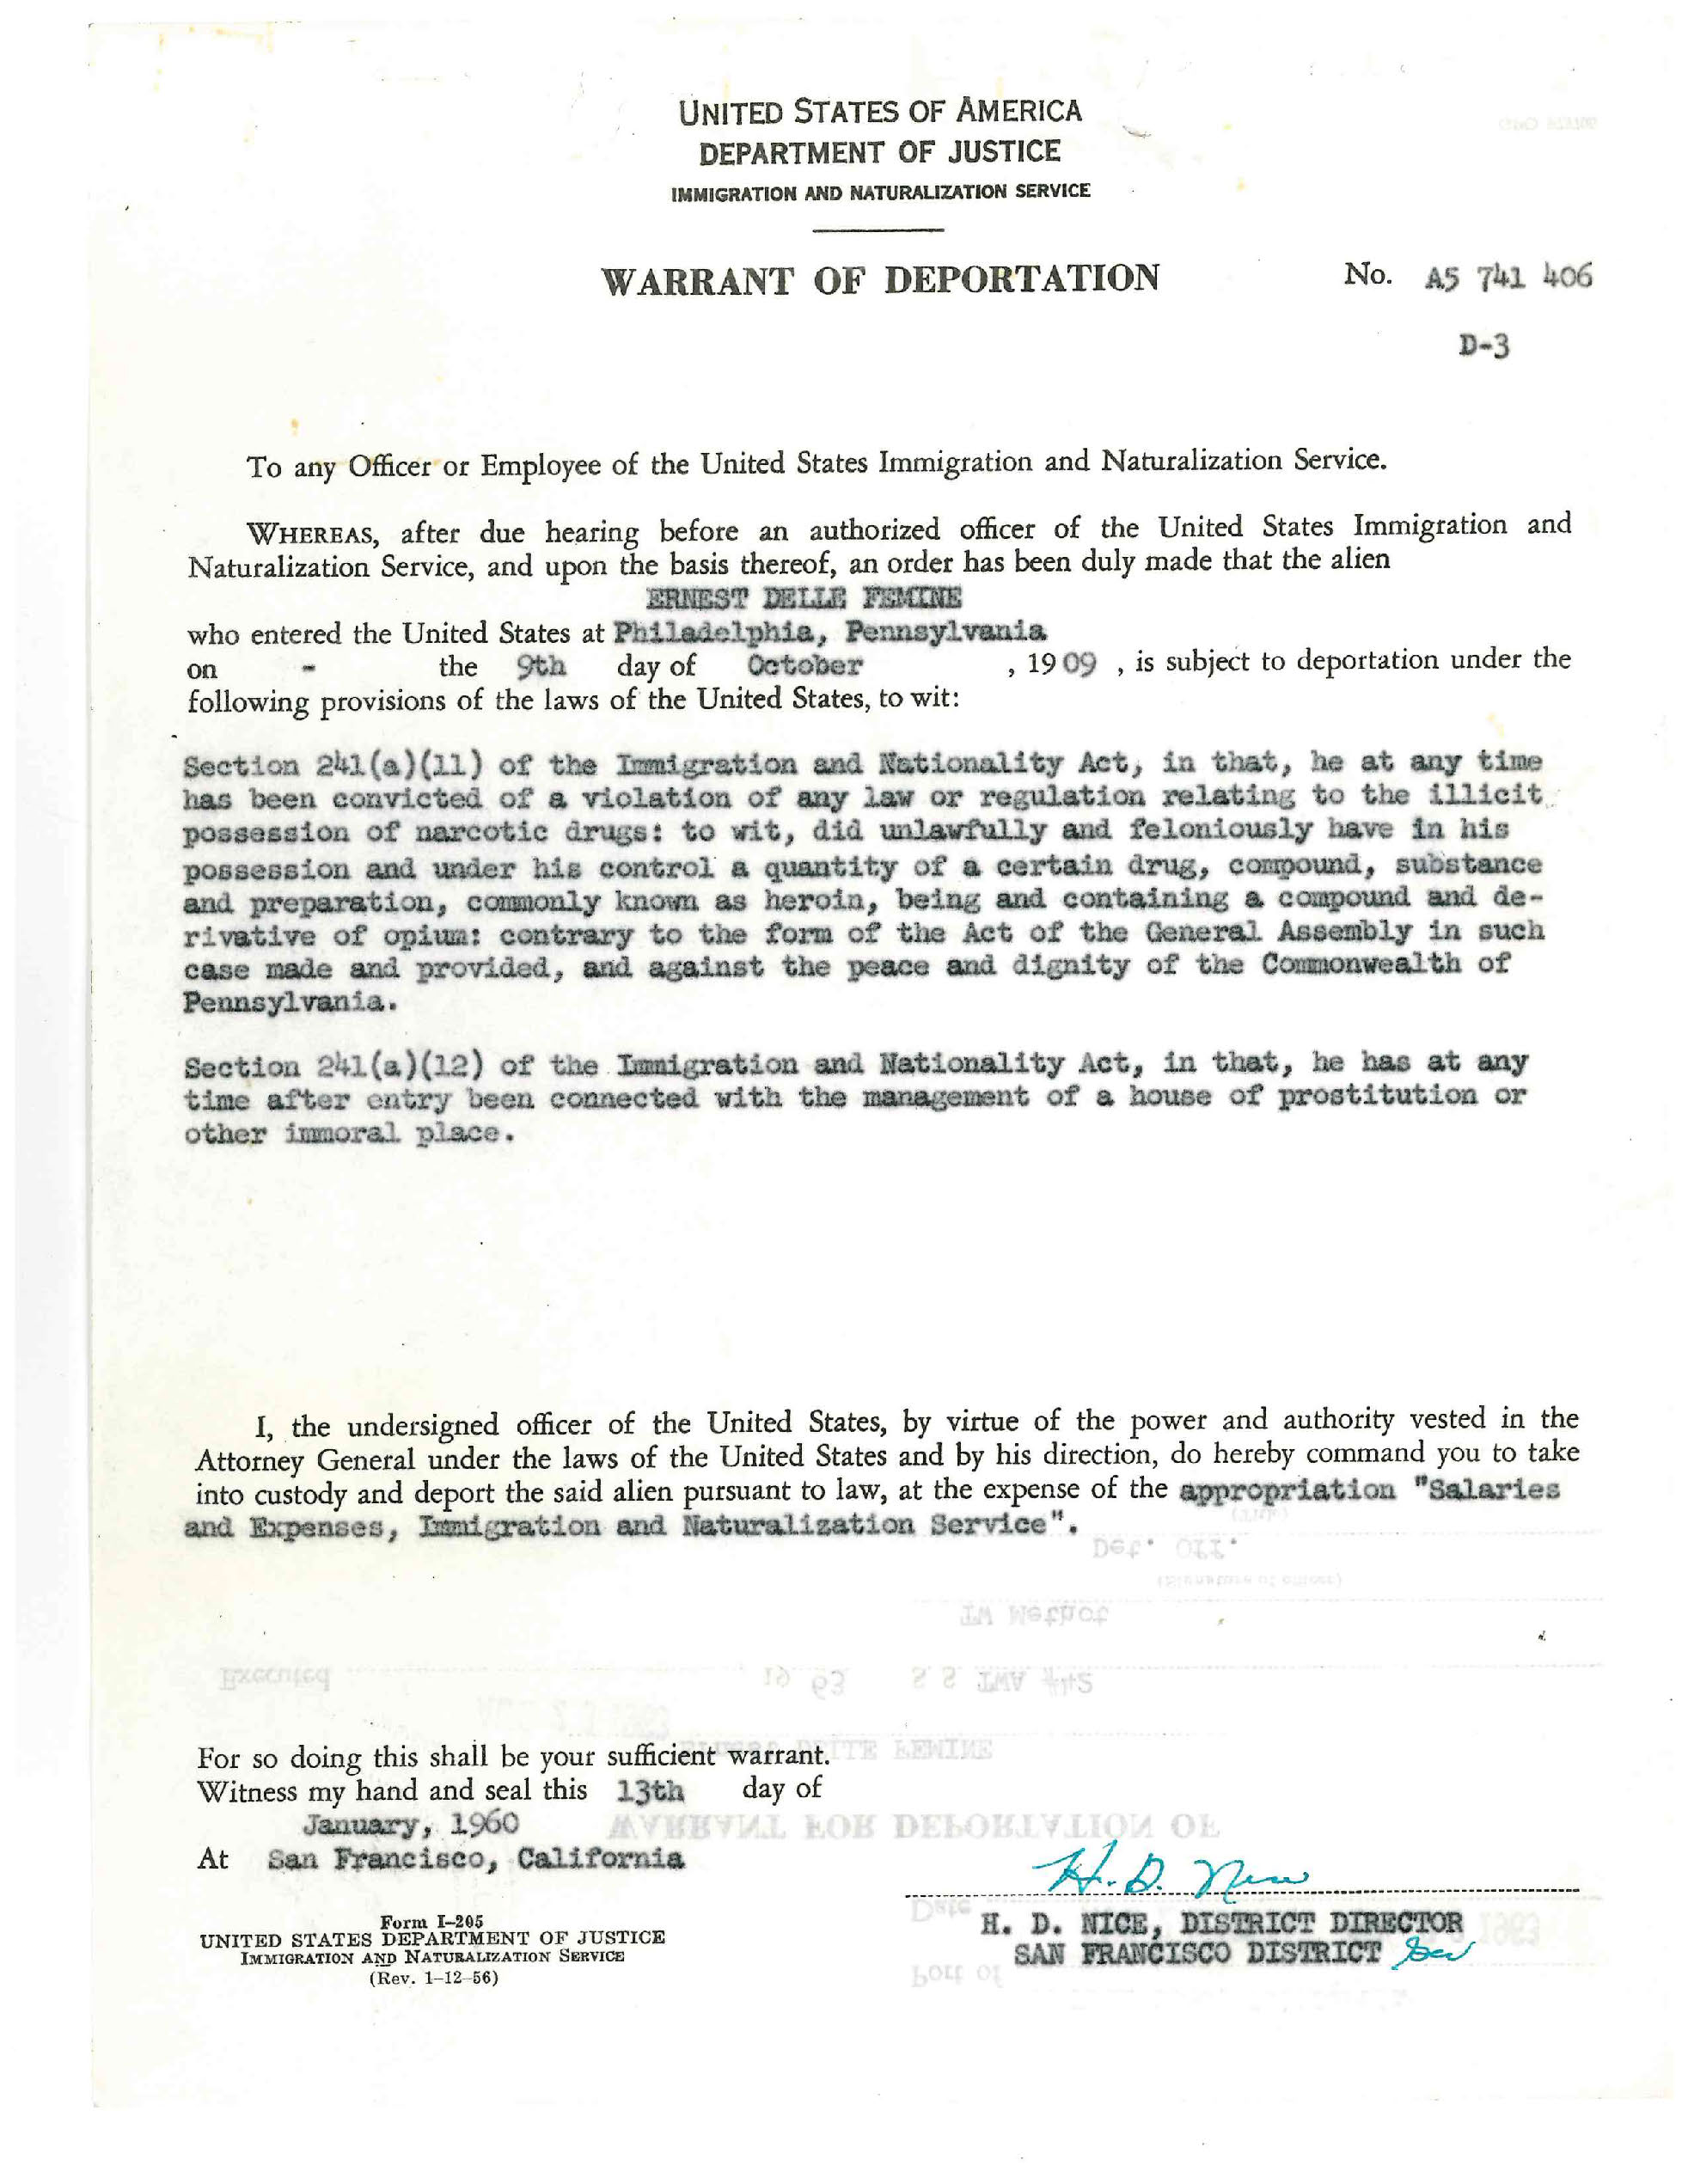 UNITED STATES OF AMERICA
DEPARTMENT OF JUSTICE
IMMIGRATION AND NATURALIZATION SERVICE
WARRANT OF DEPORTATION
No. A5 741 406
D-3
To any Officer or Employee of the United States Immigration and Naturalization Service.
WHEREAS, after due hearing before an authorized officer of the United States Immigration and
Naturalization Service, and upon the basis thereof, an order has been duly made that the alien
ERNEST DELLE FEMINE
who entered the United States at Philadelphia, Pennsylvania
on - the 9th day of October , 19 09 , is subject to deportation under the
following provisions of the laws of the United States, to wit:
Section 241(a)(11) of the Immigration and Nationality Act, in that, he at any time
has been convicted of a violation of any law or regulation relating to the illicit
possession of narcotic drugs: to wit, did unlawfully and feloniously have in his
possession and under his control a quantity of a certain drug, compound, substance
and preparation, commonly known as heroin, being and containing a compound and de-
rivative of opium: contrary to the form of the Act of the General Assembly in such
case made and provided, and against the peace and dignity of the Commonwealth of
Pennsylvania.
Section 241(a)(12) of the Immigration and Nationality Act, in that, he has at any
time after entry been connected with the management of a house of prostitution or
other immoral place.
I, the undersigned officer of the United States, by virtue of the power and authority vested in the
Attorney General under the laws of the United States and by his direction, do hereby command you to take
into custody and deport the said alien pursuant to law, at the expense of the appropriation "Salaries
and Expenses, Immigration and Naturalization Service".
For so doing this shall be your sufficient warrant.
Witness my hand and seal this 13th day of
January, 1960
At San Francisco, California
H. D. Nice
H. D. NICE, DISTRICT DIRECTOR
SAN FRANCISCO DISTRICT
Form I-205
UNITED STATES DEPARTMENT OF JUSTICE
IMMIGRATION AND NATURALIZATION SERVICE
(Rev. 1-12-56)